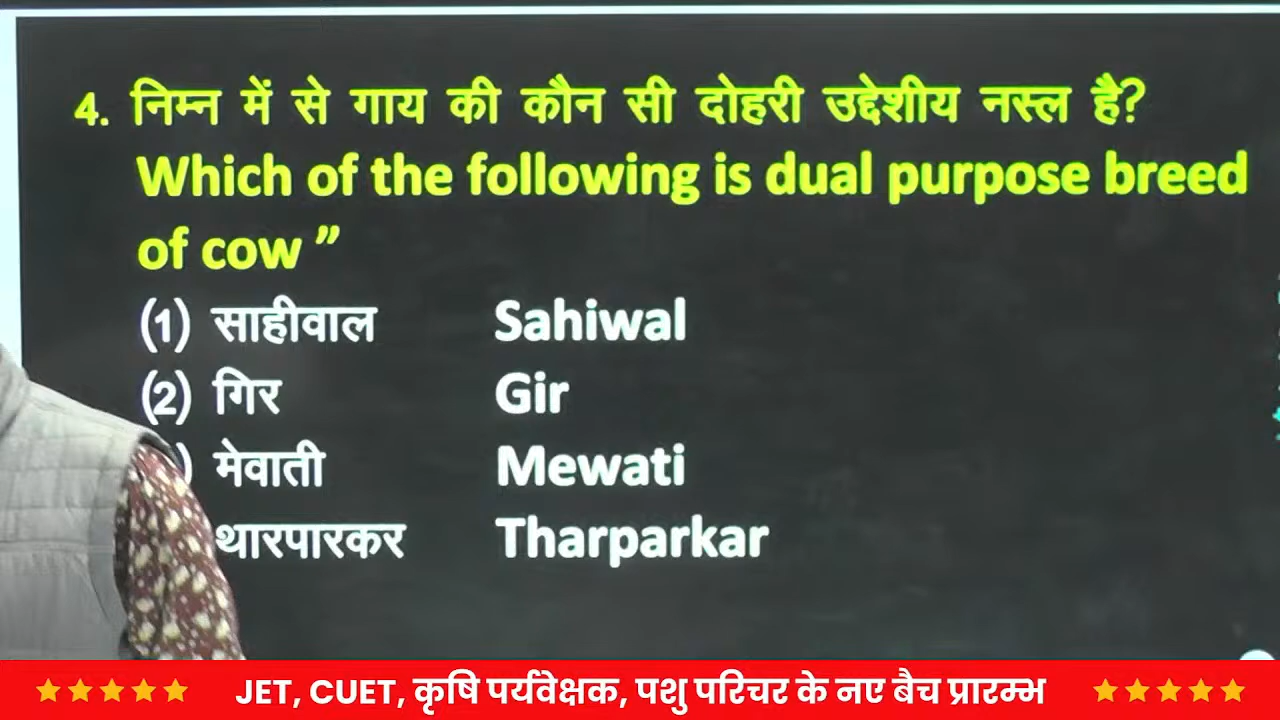 4. निम्न में से गाय की कौन सी दोहरी उद्देशीय नस्ल है?
Which of the following is dual purpose breed
of cow ”
(1) साहीवाल Sahiwal
(2) गिर Gir
) मेवाती Mewati
थारपारकर Tharparkar
JET, CUET, कृषि पर्यवेक्षक, पशु परिचर के नए बैच प्रारम्भ